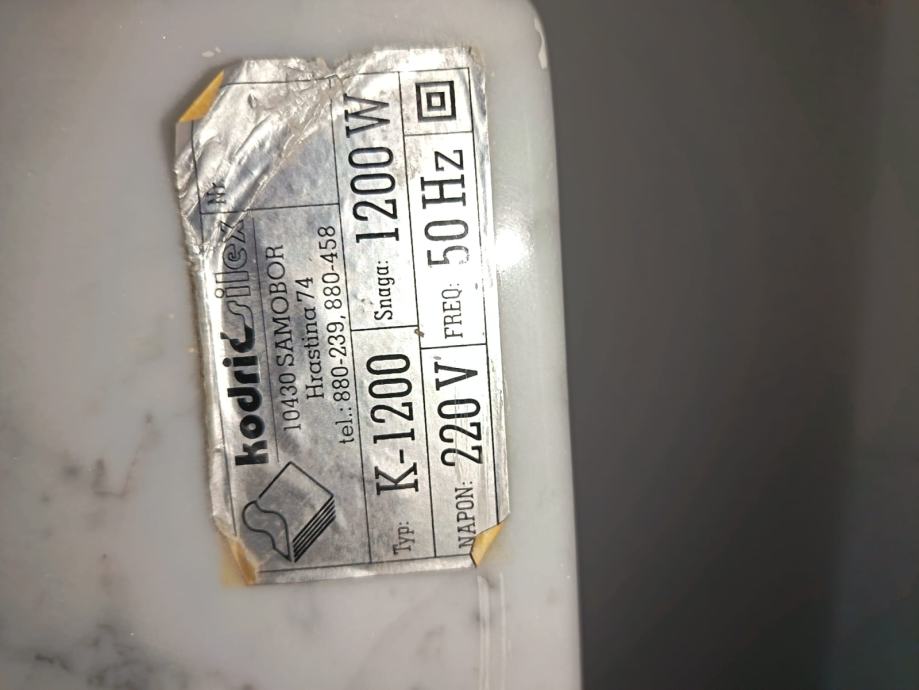 kodrić silex
Nr.
10430 SAMOBOR
Hrastina 74
tel.: 880-239, 880-458
Typ: K-1200 Snaga: 1200 W
NAPON: 220 V FREQ: 50 Hz